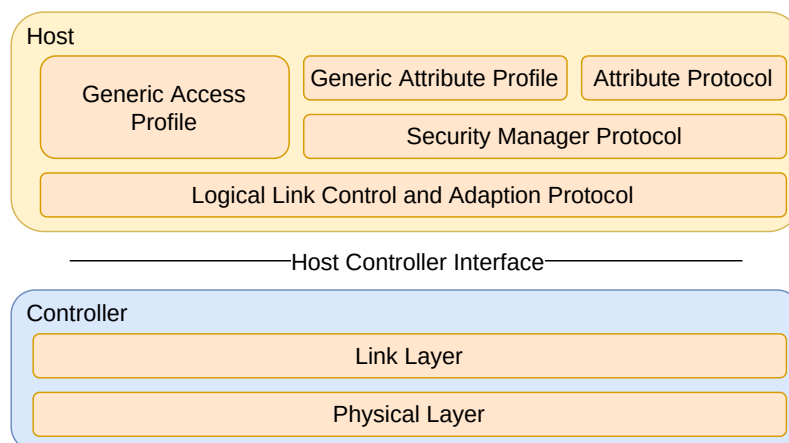 Host
Generic Access
Profile
Generic Attribute Profile
Attribute Protocol
Security Manager Protocol
Logical Link Control and Adaption Protocol
Host Controller Interface
Controller
Link Layer
Physical Layer